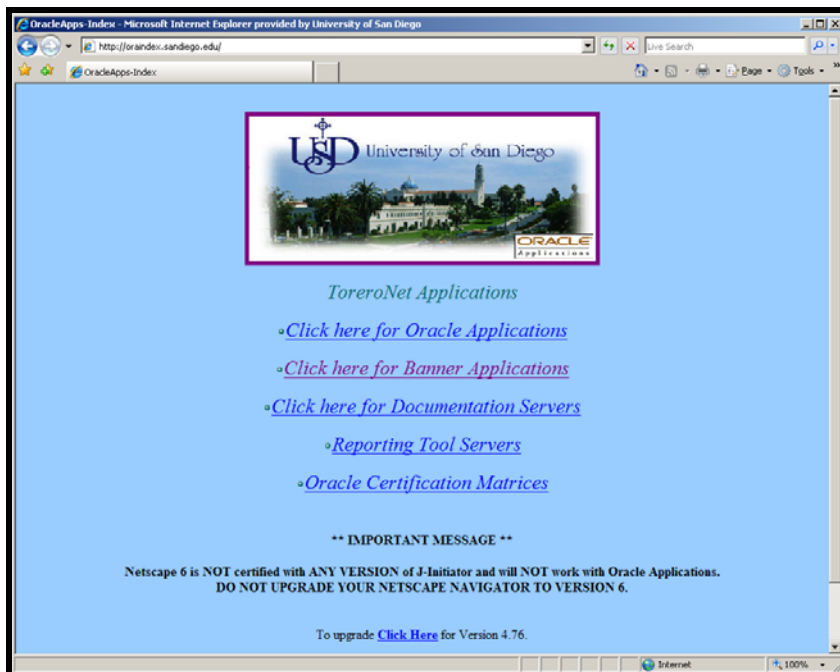 OracleApps-Index - Microsoft Internet Explorer provided by University of San Diego
http://oraindex.sandiego.edu/
Live Search
OracleApps-Index
Page
Tools
USD University of San Diego
ORACLE
Applications
ToreroNet Applications
Click here for Oracle Applications
Click here for Banner Applications
Click here for Documentation Servers
Reporting Tool Servers
Oracle Certification Matrices
** IMPORTANT MESSAGE **
Netscape 6 is NOT certified with ANY VERSION of J-Initiator and will NOT work with Oracle Applications.
DO NOT UPGRADE YOUR NETSCAPE NAVIGATOR TO VERSION 6.
To upgrade Click Here for Version 4.76.
Internet
100%